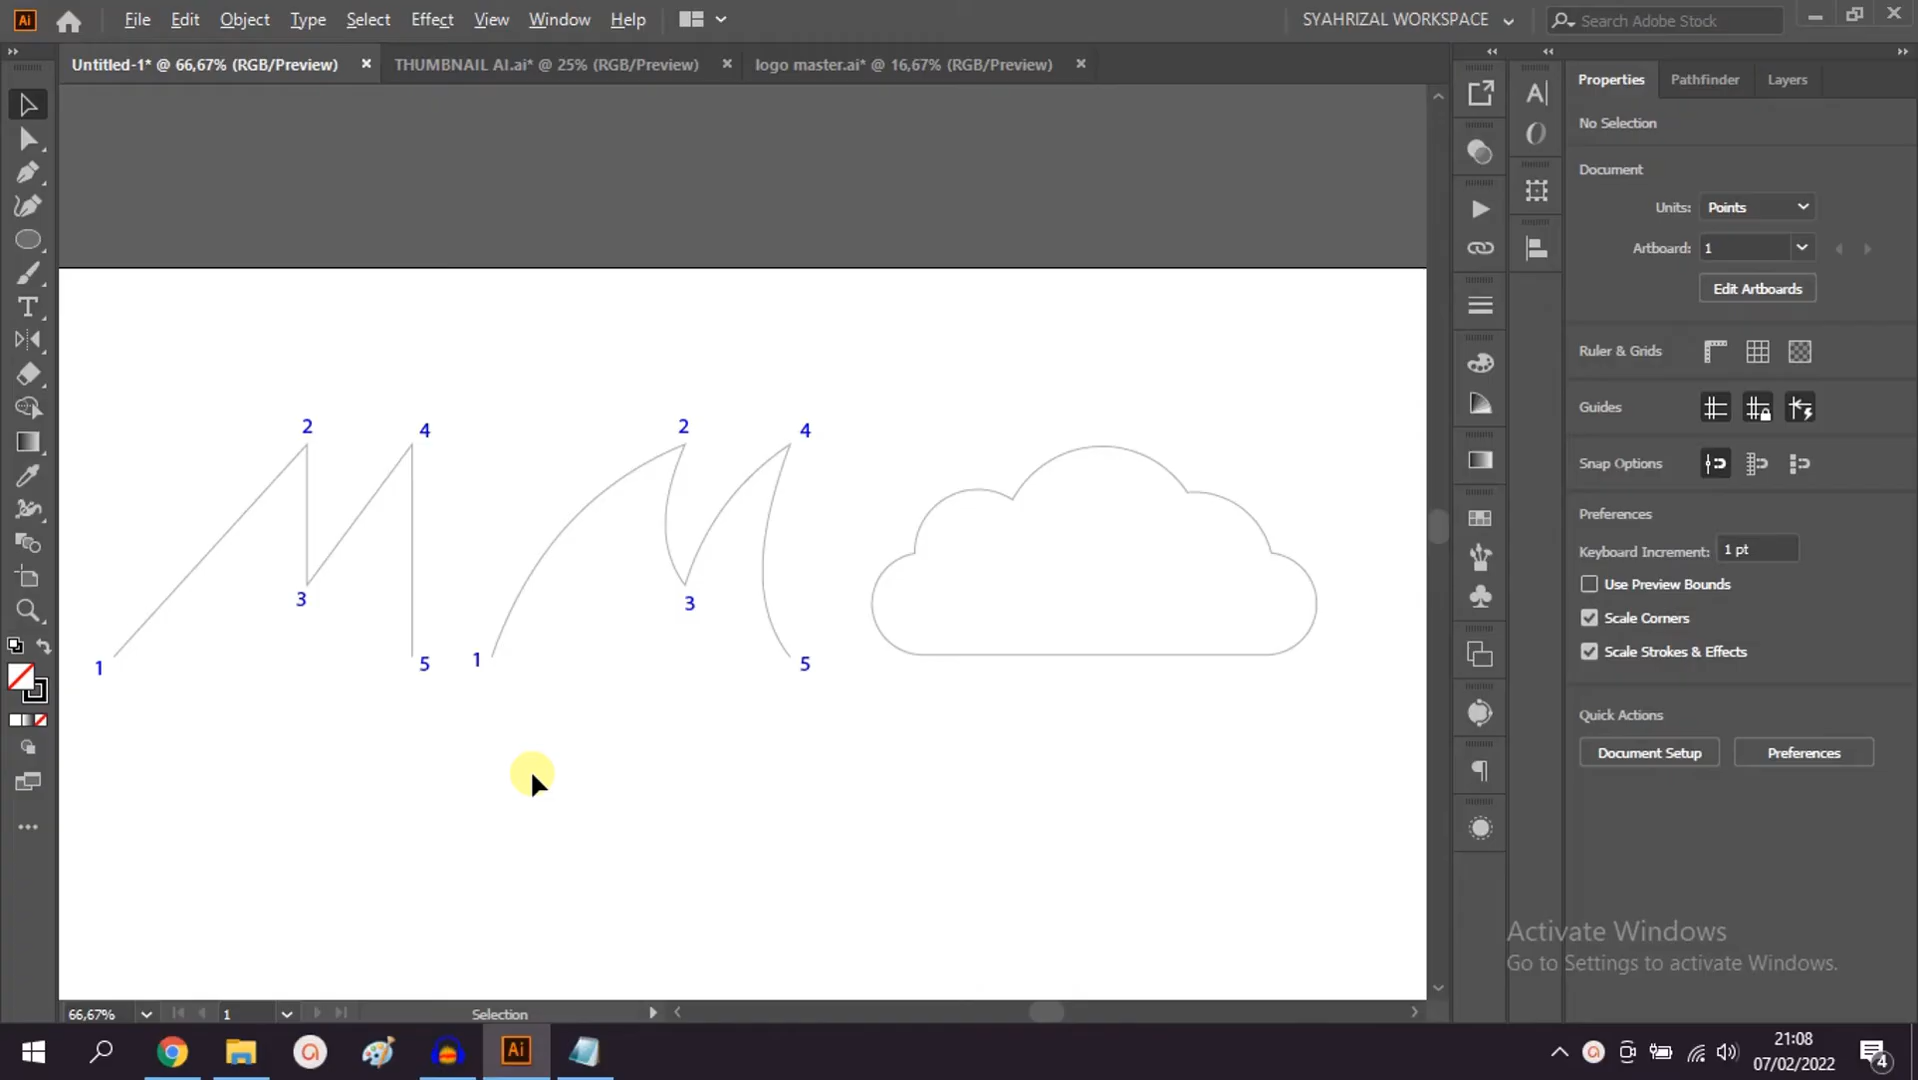 Ai File Edit Object Type Select Effect View Window Help SYAHRIZAL WORKSPACE Search Adobe Stock
Untitled-1* @ 66,67% (RGB/Preview) × THUMBNAIL AI.ai* @ 25% (RGB/Preview) × logo master.ai* @ 16,67% (RGB/Preview) ×
Properties Pathfinder Layers
No Selection
Document
Units: Points
Artboard: 1
Edit Artboards
Ruler & Grids
Guides
Snap Options
Preferences
Keyboard Increment: 1 pt
Use Preview Bounds
Scale Corners
Scale Strokes & Effects
Quick Actions
Document Setup Preferences
2 4 2 4
3 3
1 5 1 5
Activate Windows
Go to Settings to activate Windows.
66,67% 1 Selection
Ai
21:08
07/02/2022
4